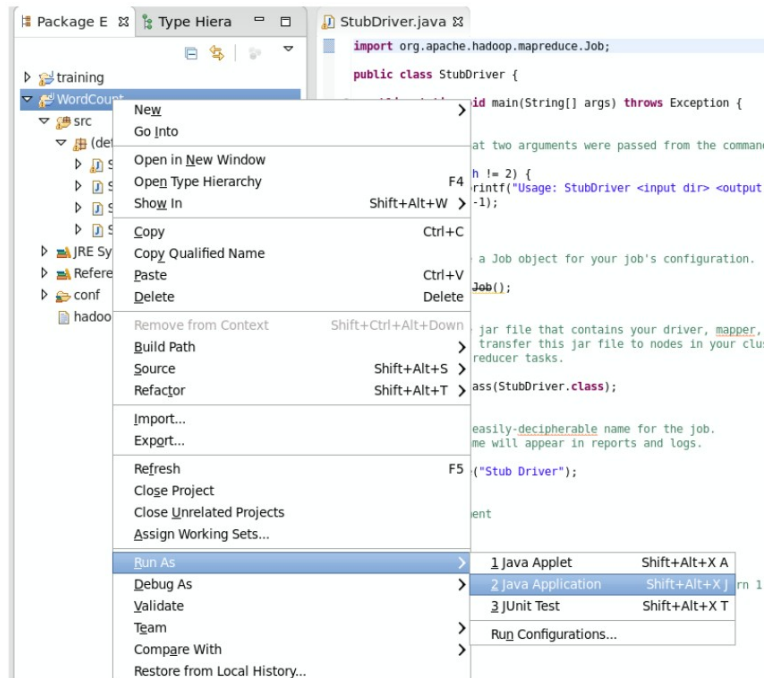 Package E
Type Hiera
StubDriver.java
training
WordCount
src
(de
JRE Sy
Refere
conf
hadoo
New
Go Into
Open in New Window
Open Type Hierarchy F4
Show In Shift+Alt+W
Copy Ctrl+C
Copy Qualified Name
Paste Ctrl+V
Delete Delete
Remove from Context Shift+Ctrl+Alt+Down
Build Path
Source Shift+Alt+S
Refactor Shift+Alt+T
Import...
Export...
Refresh F5
Close Project
Close Unrelated Projects
Assign Working Sets...
Run As
Debug As
Validate
Team
Compare With
Restore from Local History...
1 Java Applet Shift+Alt+X A
2 Java Application Shift+Alt+X J
3 JUnit Test Shift+Alt+X T
Run Configurations...
import org.apache.hadoop.mapreduce.Job;
public class StubDriver {
id main(String[] args) throws Exception {
at two arguments were passed from the command
h != 2) {
rintf("Usage: StubDriver <input dir> <output
-1);
a Job object for your job's configuration.
Job();
jar file that contains your driver, mapper,
transfer this jar file to nodes in your clus
reducer tasks.
ass(StubDriver.class);
easily-decipherable name for the job.
me will appear in reports and logs.
("Stub Driver");
ent
rn 1